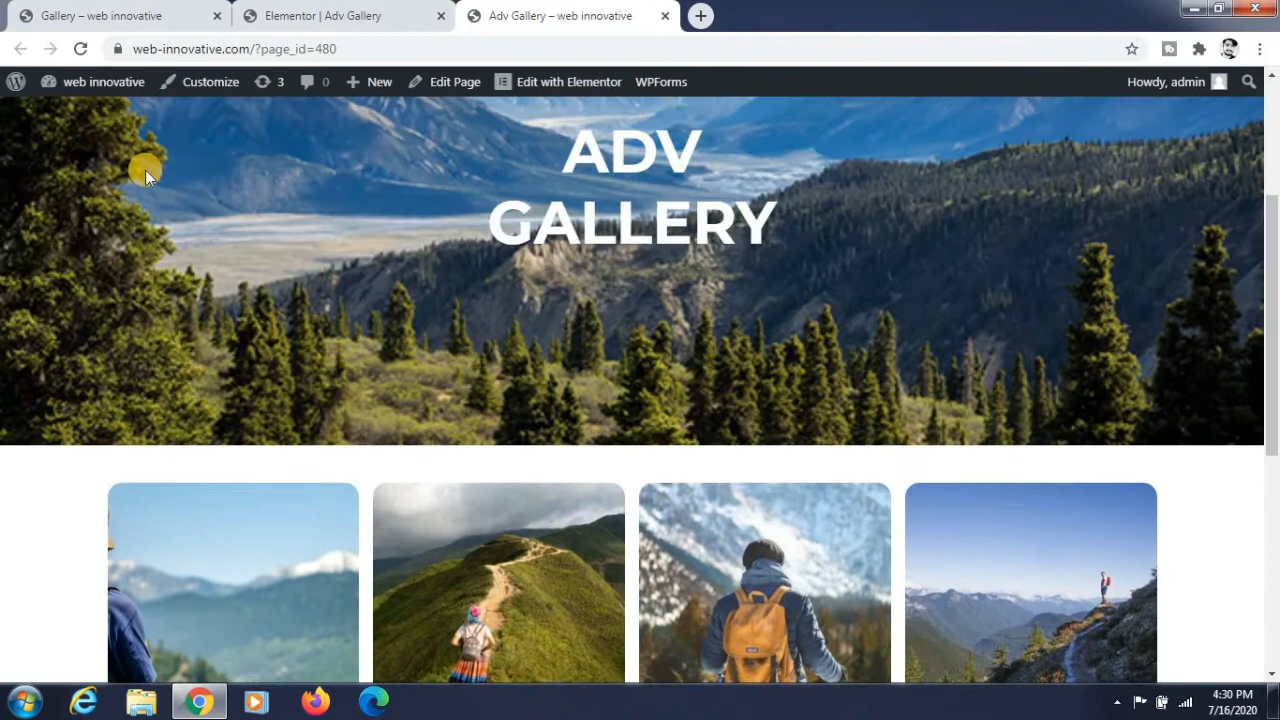 Gallery – web innovative
Elementor | Adv Gallery
Adv Gallery – web innovative
web-innovative.com/?page_id=480
web innovative Customize 3 0 New Edit Page Edit with Elementor WPForms Howdy, admin
ADV
GALLERY
4:30 PM
7/16/2020